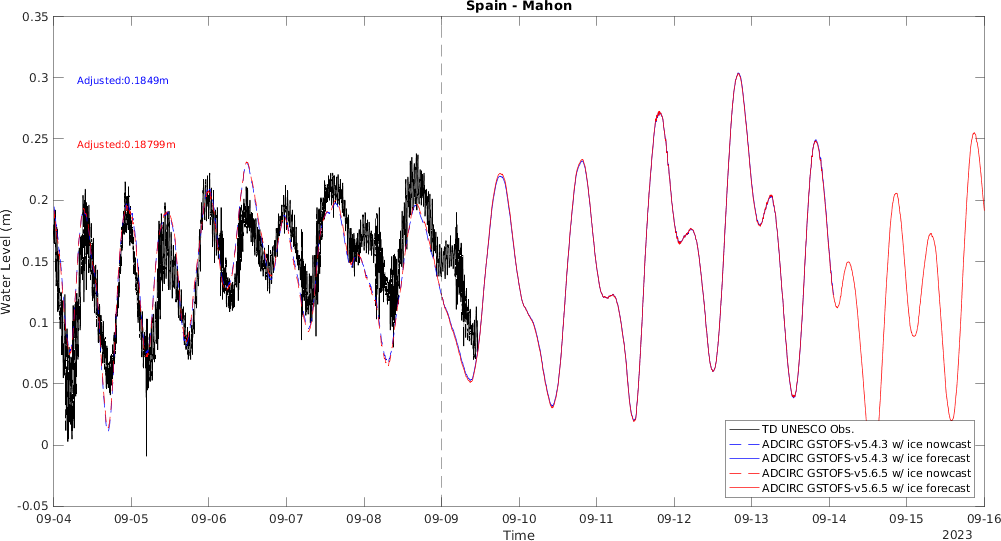 Spain - Mahon
0.35
0.3
0.25
0.2
0.15
0.1
0.05
0
-0.05
Water Level (m)
Adjusted:0.1849m
Adjusted:0.18799m
TD UNESCO Obs.
ADCIRC GSTOFS-v5.4.3 w/ ice nowcast
ADCIRC GSTOFS-v5.4.3 w/ ice forecast
ADCIRC GSTOFS-v5.6.5 w/ ice nowcast
ADCIRC GSTOFS-v5.6.5 w/ ice forecast
09-04 09-05 09-06 09-07 09-08 09-09 09-10 09-11 09-12 09-13 09-14 09-15 09-16
Time
2023